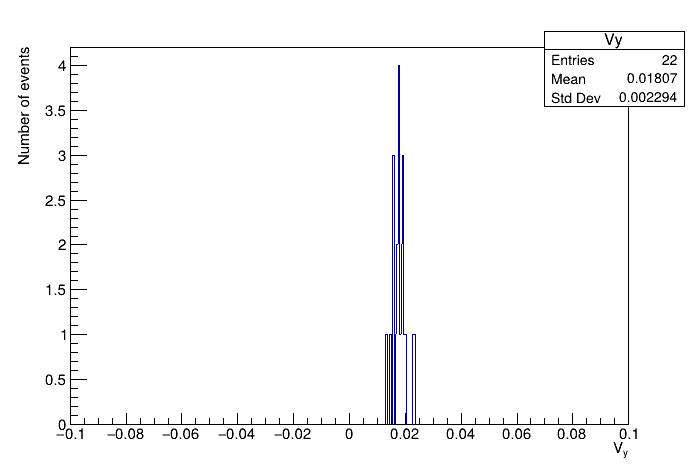 Vy
Entries 22
Mean 0.01807
Std Dev 0.002294
Number of events
4
3.5
3
2.5
2
1.5
1
0.5
0
−0.1 −0.08 −0.06 −0.04 −0.02 0 0.02 0.04 0.06 0.08 0.1
Vy